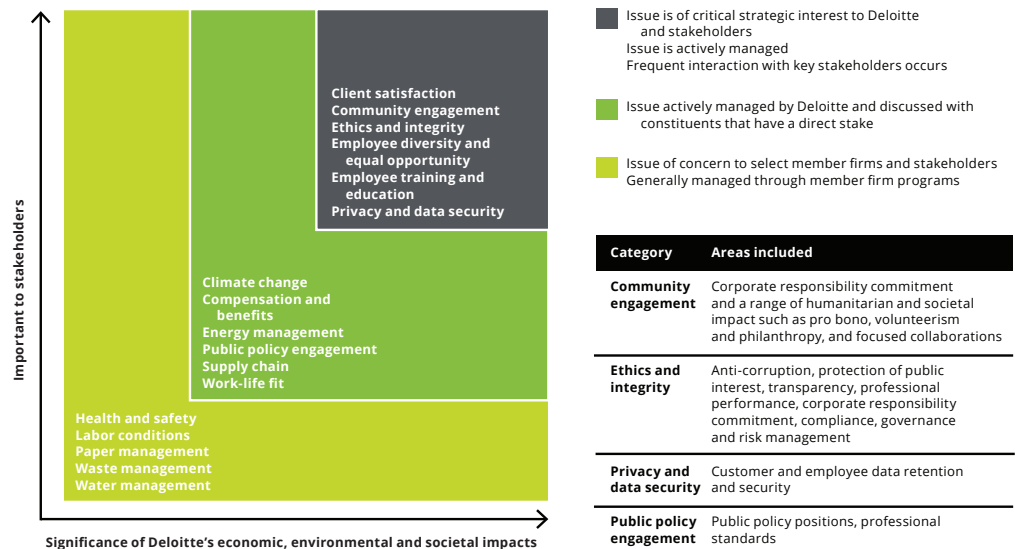 Important to stakeholders
Client satisfaction
Community engagement
Ethics and integrity
Employee diversity and
equal opportunity
Employee training and
education
Privacy and data security
Climate change
Compensation and
benefits
Energy management
Public policy engagement
Supply chain
Work-life fit
Health and safety
Labor conditions
Paper management
Waste management
Water management
Significance of Deloitte’s economic, environmental and societal impacts
Issue is of critical strategic interest to Deloitte
and stakeholders
Issue is actively managed
Frequent interaction with key stakeholders occurs
Issue actively managed by Deloitte and discussed with
constituents that have a direct stake
Issue of concern to select member firms and stakeholders
Generally managed through member firm programs
Category Areas included
Community Corporate responsibility commitment
engagement and a range of humanitarian and societal
impact such as pro bono, volunteerism
and philanthropy, and focused collaborations
Ethics and Anti-corruption, protection of public
integrity interest, transparency, professional
performance, corporate responsibility
commitment, compliance, governance
and risk management
Privacy and Customer and employee data retention
data security and security
Public policy Public policy positions, professional
engagement standards